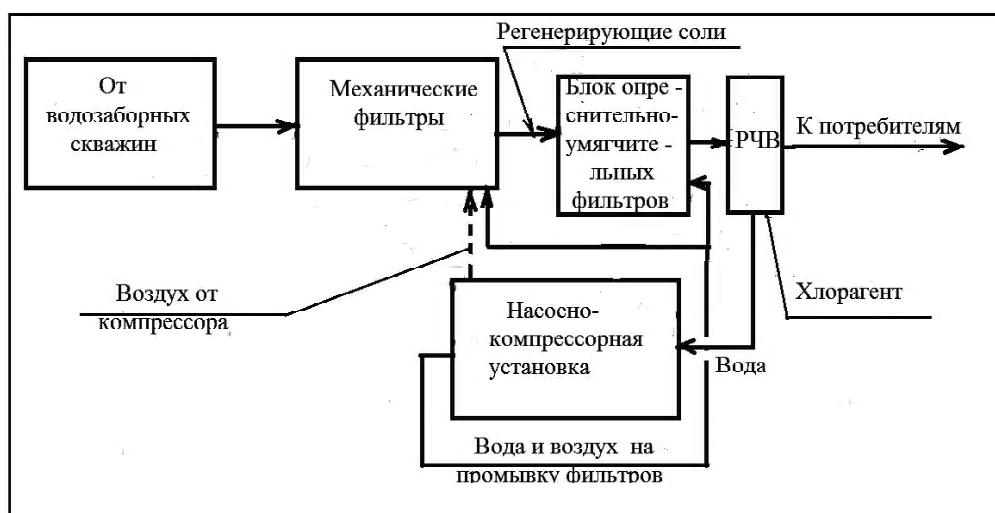 Регенерирующие соли
От
водозаборных
скважин
Механические
фильтры
Блок опре -
снительно-
умягчите -
льных
фильтров
РЧВ
К потребителям
Воздух от
компрессора
Насосно-
компрессорная
установка
Хлорагент
Вода
Вода и воздух на
промывку фильтров